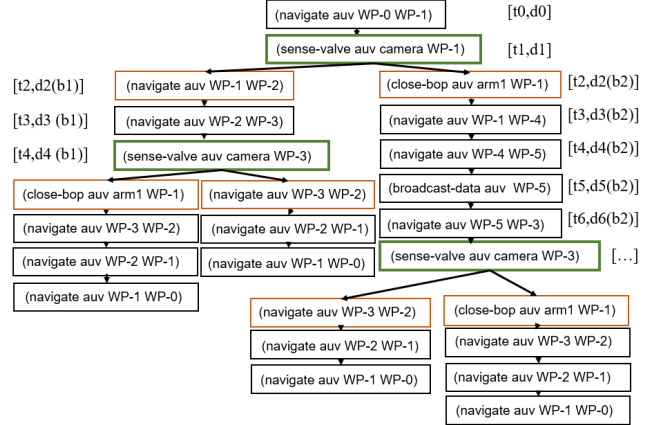 (navigate auv WP-0 WP-1) [t0,d0]
(sense-valve auv camera WP-1) [t1,d1]
[t2,d2(b1)] (navigate auv WP-1 WP-2) (close-bop auv arm1 WP-1) [t2,d2(b2)]
[t3,d3 (b1)] (navigate auv WP-2 WP-3) (navigate auv WP-1 WP-4) [t3,d3(b2)]
[t4,d4 (b1)] (sense-valve auv camera WP-3) (navigate auv WP-4 WP-5) [t4,d4(b2)]
(close-bop auv arm1 WP-1) (navigate auv WP-3 WP-2) (broadcast-data auv WP-5) [t5,d5(b2)]
(navigate auv WP-3 WP-2) (navigate auv WP-2 WP-1) (navigate auv WP-5 WP-3) [t6,d6(b2)]
(navigate auv WP-2 WP-1) (navigate auv WP-1 WP-0) (sense-valve auv camera WP-3) [...]
(navigate auv WP-1 WP-0)
(navigate auv WP-3 WP-2) (close-bop auv arm1 WP-1)
(navigate auv WP-2 WP-1) (navigate auv WP-3 WP-2)
(navigate auv WP-1 WP-0) (navigate auv WP-2 WP-1)
(navigate auv WP-1 WP-0)